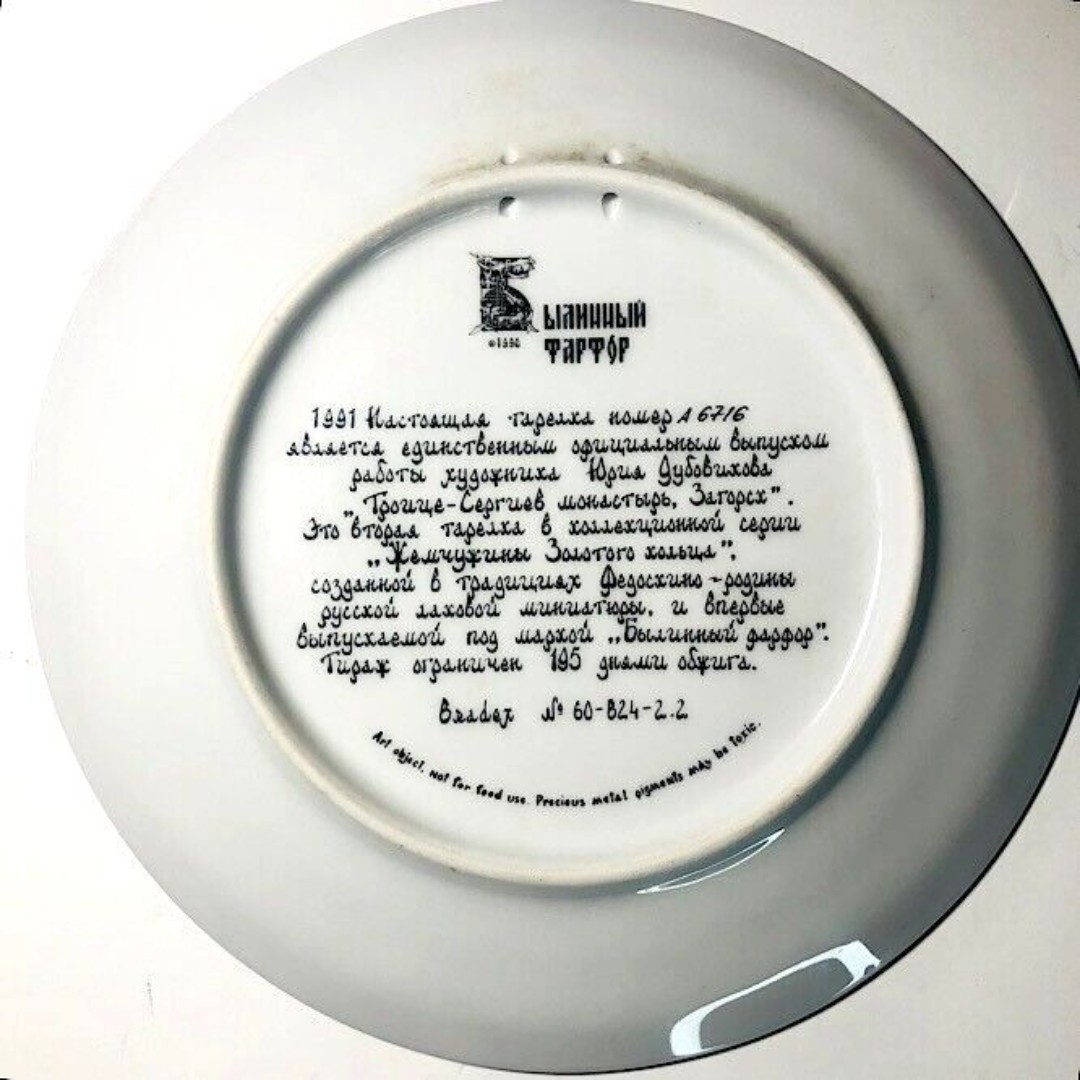 Былинный
©1990
фарфор
1991 Настоящая тарелка номер А 6716
является единственным официальным выпуском
работы художника Юрия Дубовикова
„Троице-Сергиев монастырь, Загорск".
Это вторая тарелка в коллекционной серии
„Жемчужины Золотого кольца",
созданной в традициях Федоскино-родины
русской лаковой миниатюры, и впервые
выпускаемой под маркой „Былинный фарфор".
Тираж ограничен 195 днями обжига.
Bradex № 60-B24-2.2
Art object, not for food use. Precious metal pigments may be toxic.